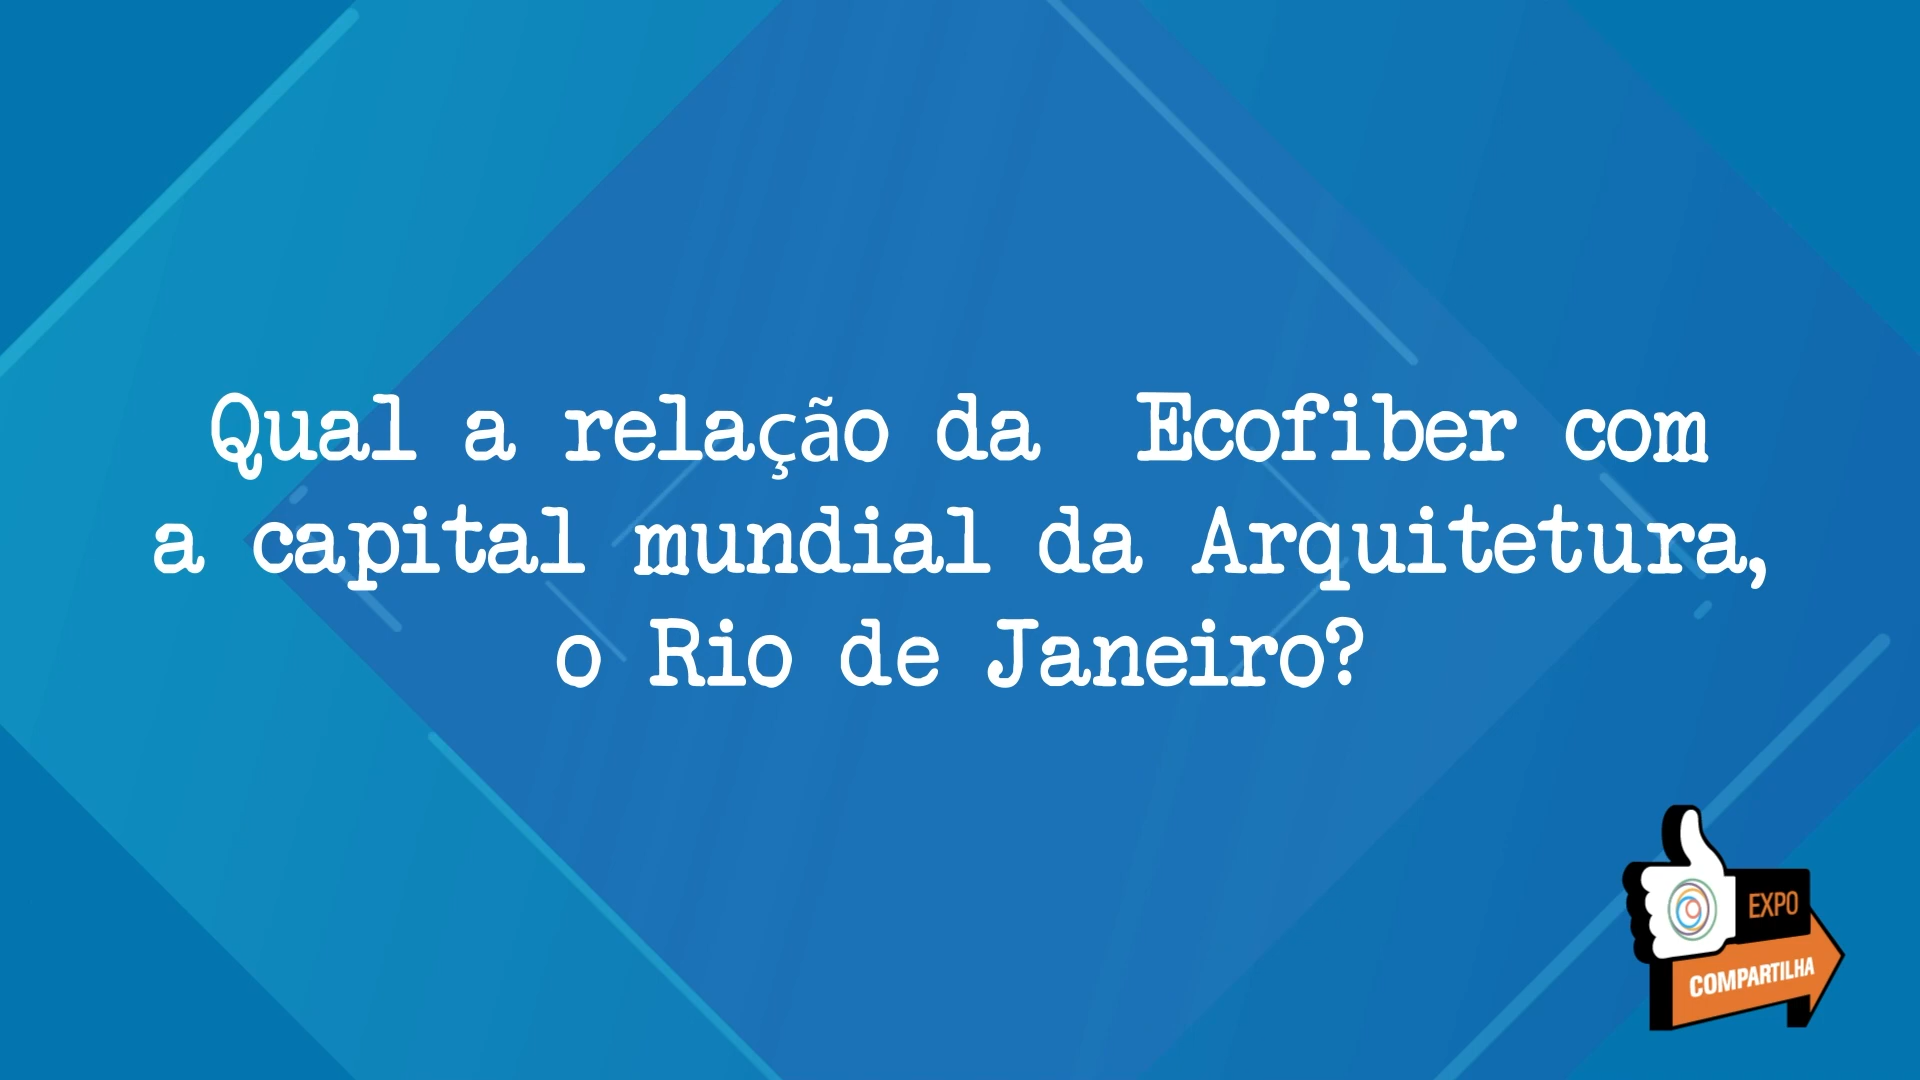 Qual a relação da  Ecofiber com
a capital mundial da Arquitetura,
o Rio de Janeiro?
EXPO
COMPARTILHA